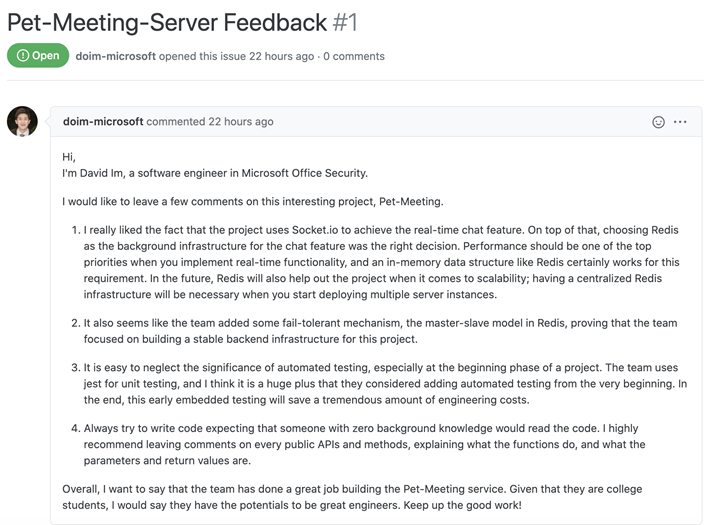 Pet-Meeting-Server Feedback #1
Open doim-microsoft opened this issue 22 hours ago · 0 comments
doim-microsoft commented 22 hours ago
Hi,
I'm David Im, a software engineer in Microsoft Office Security.
I would like to leave a few comments on this interesting project, Pet-Meeting.
1. I really liked the fact that the project uses Socket.io to achieve the real-time chat feature. On top of that, choosing Redis
as the background infrastructure for the chat feature was the right decision. Performance should be one of the top
priorities when you implement real-time functionality, and an in-memory data structure like Redis certainly works for this
requirement. In the future, Redis will also help out the project when it comes to scalability; having a centralized Redis
infrastructure will be necessary when you start deploying multiple server instances.
2. It also seems like the team added some fail-tolerant mechanism, the master-slave model in Redis, proving that the team
focused on building a stable backend infrastructure for this project.
3. It is easy to neglect the significance of automated testing, especially at the beginning phase of a project. The team uses
jest for unit testing, and I think it is a huge plus that they considered adding automated testing from the very beginning. In
the end, this early embedded testing will save a tremendous amount of engineering costs.
4. Always try to write code expecting that someone with zero background knowledge would read the code. I highly
recommend leaving comments on every public APIs and methods, explaining what the functions do, and what the
parameters and return values are.
Overall, I want to say that the team has done a great job building the Pet-Meeting service. Given that they are college
students, I would say they have the potentials to be great engineers. Keep up the good work!